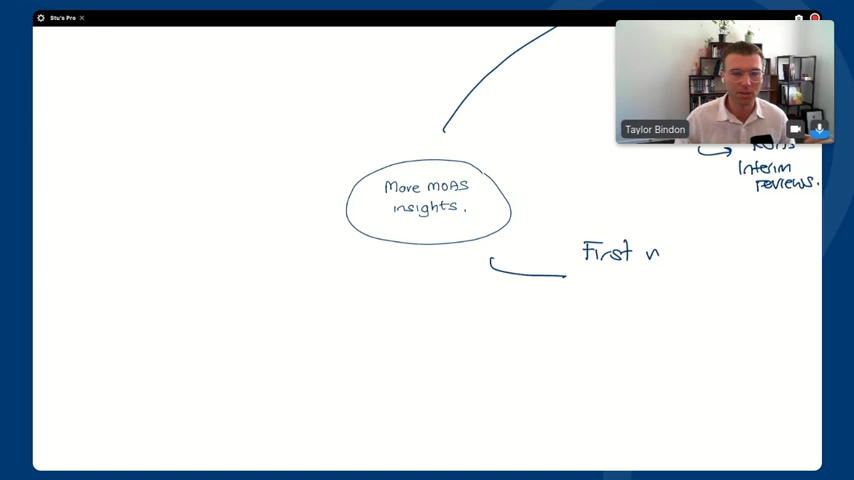 Stu's Pro
Taylor Bindon
Interim
reviews.
More MOAS
insights.
First n